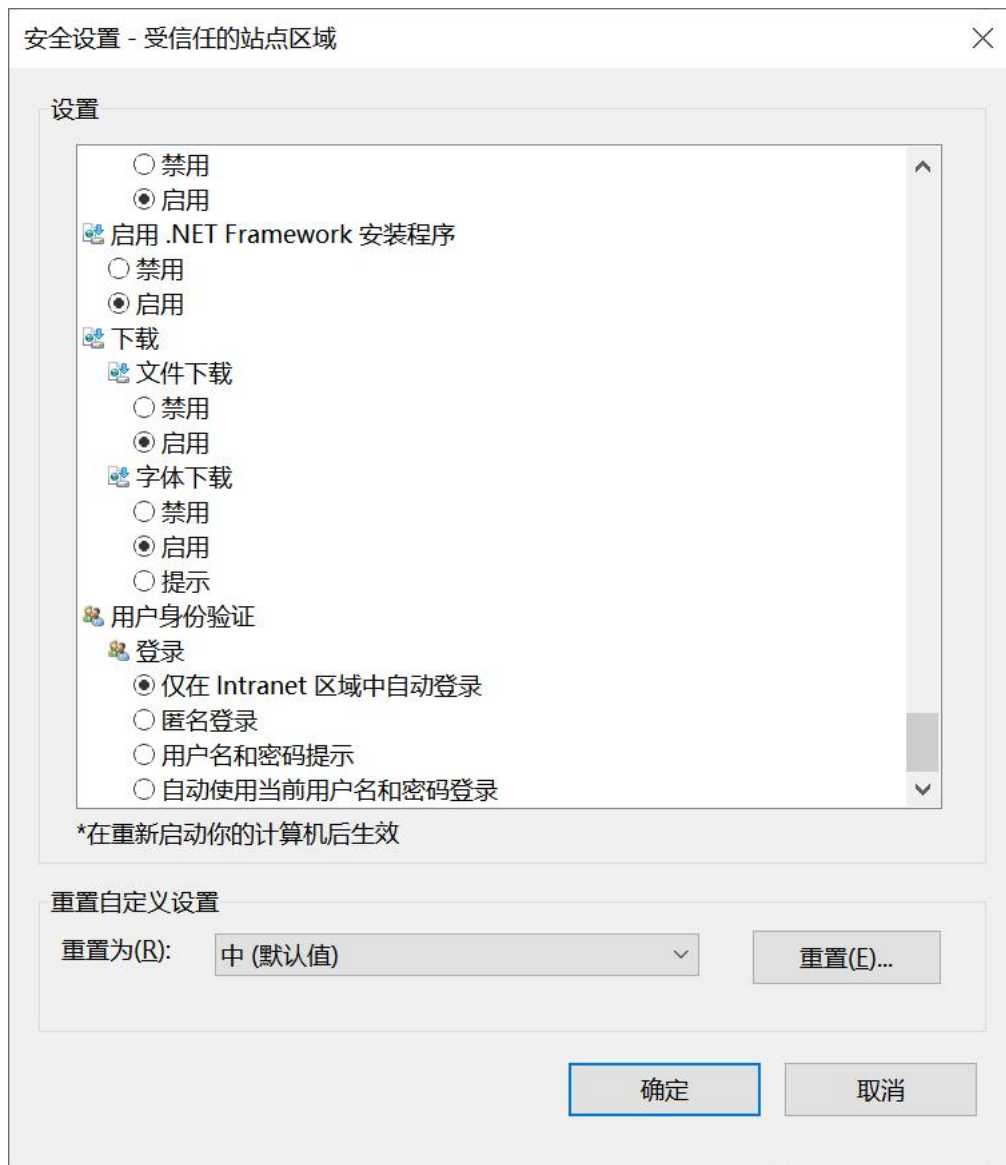 安全设置 - 受信任的站点区域
设置
禁用
启用
启用 .NET Framework 安装程序
禁用
启用
下载
文件下载
禁用
启用
字体下载
禁用
启用
提示
用户身份验证
登录
仅在 Intranet 区域中自动登录
匿名登录
用户名和密码提示
自动使用当前用户名和密码登录
*在重新启动你的计算机后生效
重置自定义设置
重置为(R): 中 (默认值) 重置(E)...
确定 取消